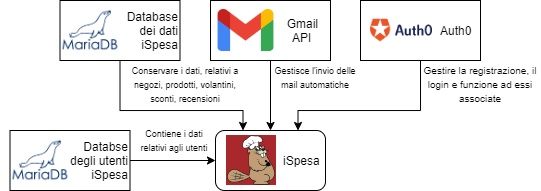 MariaDB
Database
dei dati
iSpesa
Gmail
API
Auth0 Auth0
Conservare i dati, relativi a
negozi, prodotti, volantini,
sconti, recensioni
Gestisce l'invio delle
mail automatiche
Gestire la registrazione, il
login e funzione ad essi
associate
MariaDB
Databse
degli utenti
iSpesa
Contiene i dati
relativi agli utenti
iSpesa